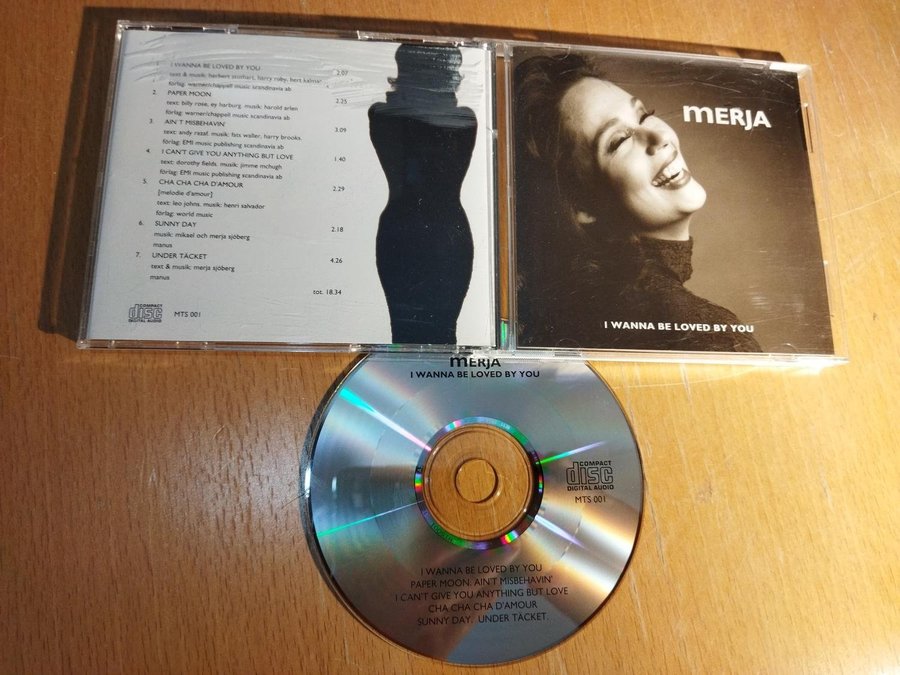 1. I WANNA BE LOVED BY YOU 2.07
text & musik: herbert stothart, harry ruby, bert kalmar
förlag: warner/chappell music scandinavia ab
2. PAPER MOON 2.25
text: billy rose, ey harburg. musik: harold arlen
förlag: warner/chappell music scandinavia ab
3. AIN'T MISBEHAVIN' 3.09
text: andy razaf. musik: fats waller, harry brooks.
förlag: EMI music publishing scandinavia ab
4. I CAN'T GIVE YOU ANYTHING BUT LOVE 1.40
text: dorothy fields. musik: jimme mchugh
förlag: EMI music publishing scandinavia ab
5. CHA CHA CHA D'AMOUR 2.29
[melodie d'amour]
text: leo johns. musik: henri salvador
förlag: world music
6. SUNNY DAY 2.18
musik: mikael och merja sjöberg
manus
7. UNDER TÄCKET 4.26
text & musik: merja sjöberg
manus
tot. 18.34
COMPACT
disc
DIGITAL AUDIO
MTS 001
merja
I WANNA BE LOVED BY YOU
merja
I WANNA BE LOVED BY YOU
COMPACT
disc
DIGITAL AUDIO
MTS 001
I WANNA BE LOVED BY YOU
PAPER MOON. AIN'T MISBEHAVIN'
I CAN'T GIVE YOU ANYTHING BUT LOVE
CHA CHA CHA D'AMOUR
SUNNY DAY. UNDER TÄCKET.